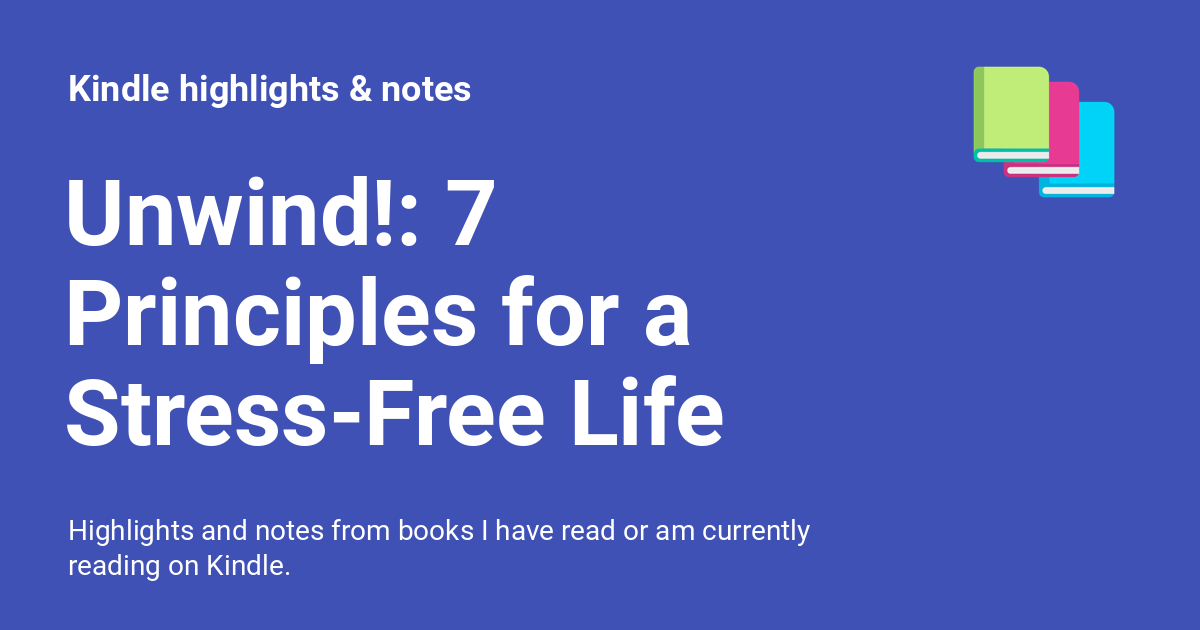 Kindle highlights & notes
Unwind!: 7
Principles for a
Stress-Free Life
Highlights and notes from books I have read or am currently
reading on Kindle.